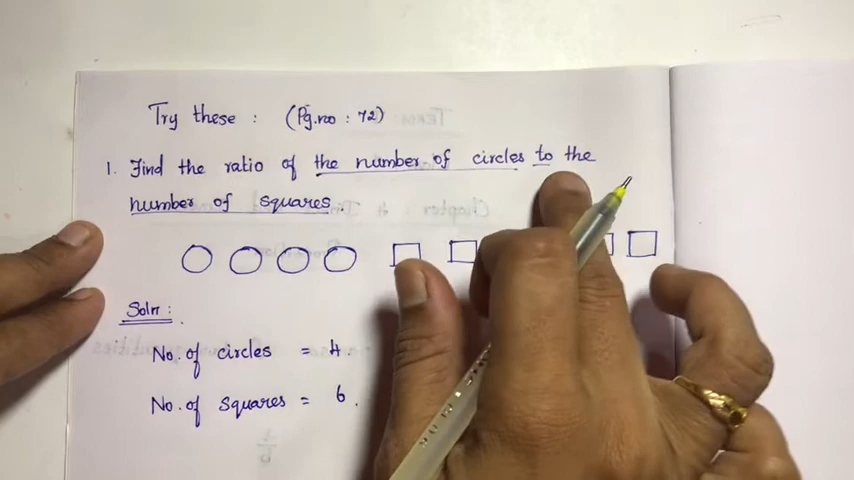 Try these : (Pg.no : 72)
1. Find the ratio of the number of circles to the
number of squares.
Soln :
No. of circles = 4.
No. of squares = 6.